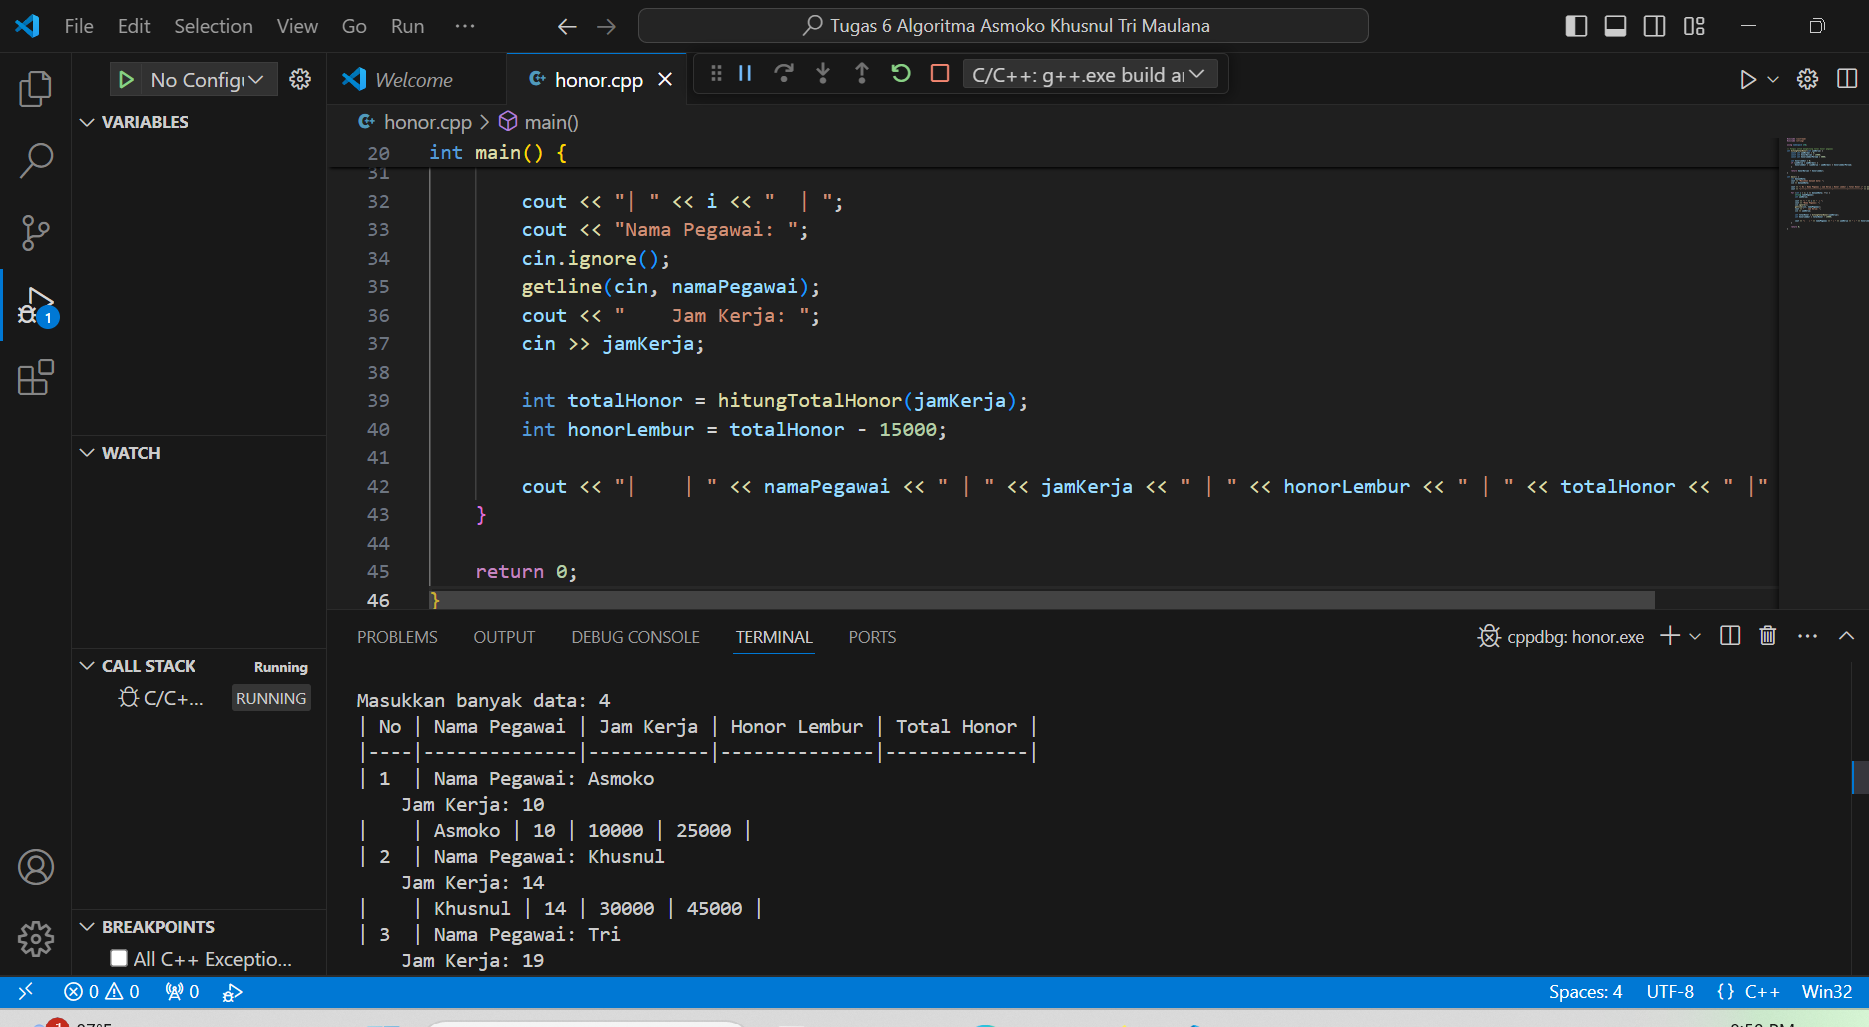 File Edit Selection View Go Run ··· Tugas 6 Algoritma Asmoko Khusnul Tri Maulana
No Config
Welcome
honor.cpp
C/C++: g++.exe build a
VARIABLES
honor.cpp > main()
20 int main() {
31
32 cout << "| " << i << "  | ";
33 cout << "Nama Pegawai: ";
34 cin.ignore();
35 getline(cin, namaPegawai);
36 cout << "    Jam Kerja: ";
37 cin >> jamKerja;
38
39 int totalHonor = hitungTotalHonor(jamKerja);
40 int honorLembur = totalHonor - 15000;
41
42 cout << "|    | " << namaPegawai << " | " << jamKerja << " | " << honorLembur << " | " << totalHonor << " |"
43 }
44
45 return 0;
46 }
WATCH
CALL STACK Running
C/C+... RUNNING
BREAKPOINTS
All C++ Exceptio...
PROBLEMS OUTPUT DEBUG CONSOLE TERMINAL PORTS cppdbg: honor.exe
Masukkan banyak data: 4
| No | Nama Pegawai | Jam Kerja | Honor Lembur | Total Honor |
|----|--------------|-----------|--------------|-------------|
| 1  | Nama Pegawai: Asmoko
    Jam Kerja: 10
|    | Asmoko | 10 | 10000 | 25000 |
| 2  | Nama Pegawai: Khusnul
    Jam Kerja: 14
|    | Khusnul | 14 | 30000 | 45000 |
| 3  | Nama Pegawai: Tri
    Jam Kerja: 19
1
0 0 0 Spaces: 4 UTF-8 {} C++ Win32